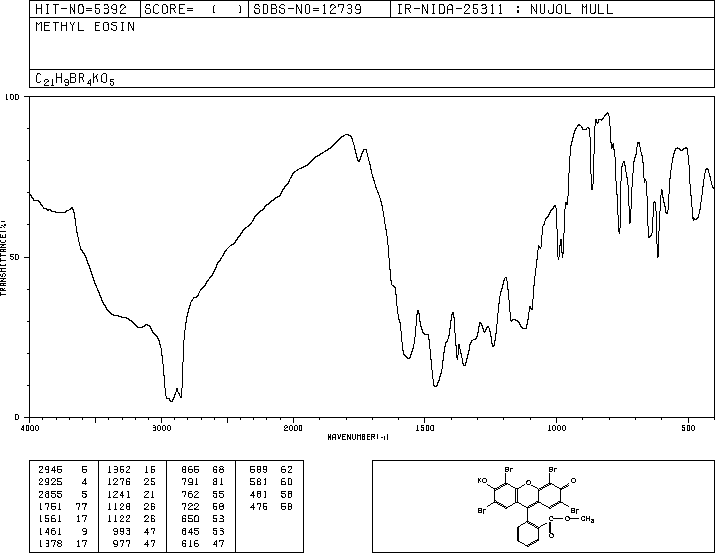 HIT-NO=5392 SCORE= ( ) SDBS-NO=12739 IR-NIDA-25311 : NUJOL MULL
METHYL EOSIN
C21H9BR4KO5
100
50
0
TRANSMITTANCE(%)
4000 3000 2000 1500 1000 500
WAVENUMBER(-1)
2945 6 1352 16 866 68 589 62
2925 4 1276 25 791 81 581 60
2855 5 1241 21 762 55 481 58
1751 77 1128 26 722 60 475 58
1561 17 1122 26 650 53
1461 9 993 47 645 53
1378 17 977 47 616 47
Br Br
KO O O
Br Br
C O CH3
O